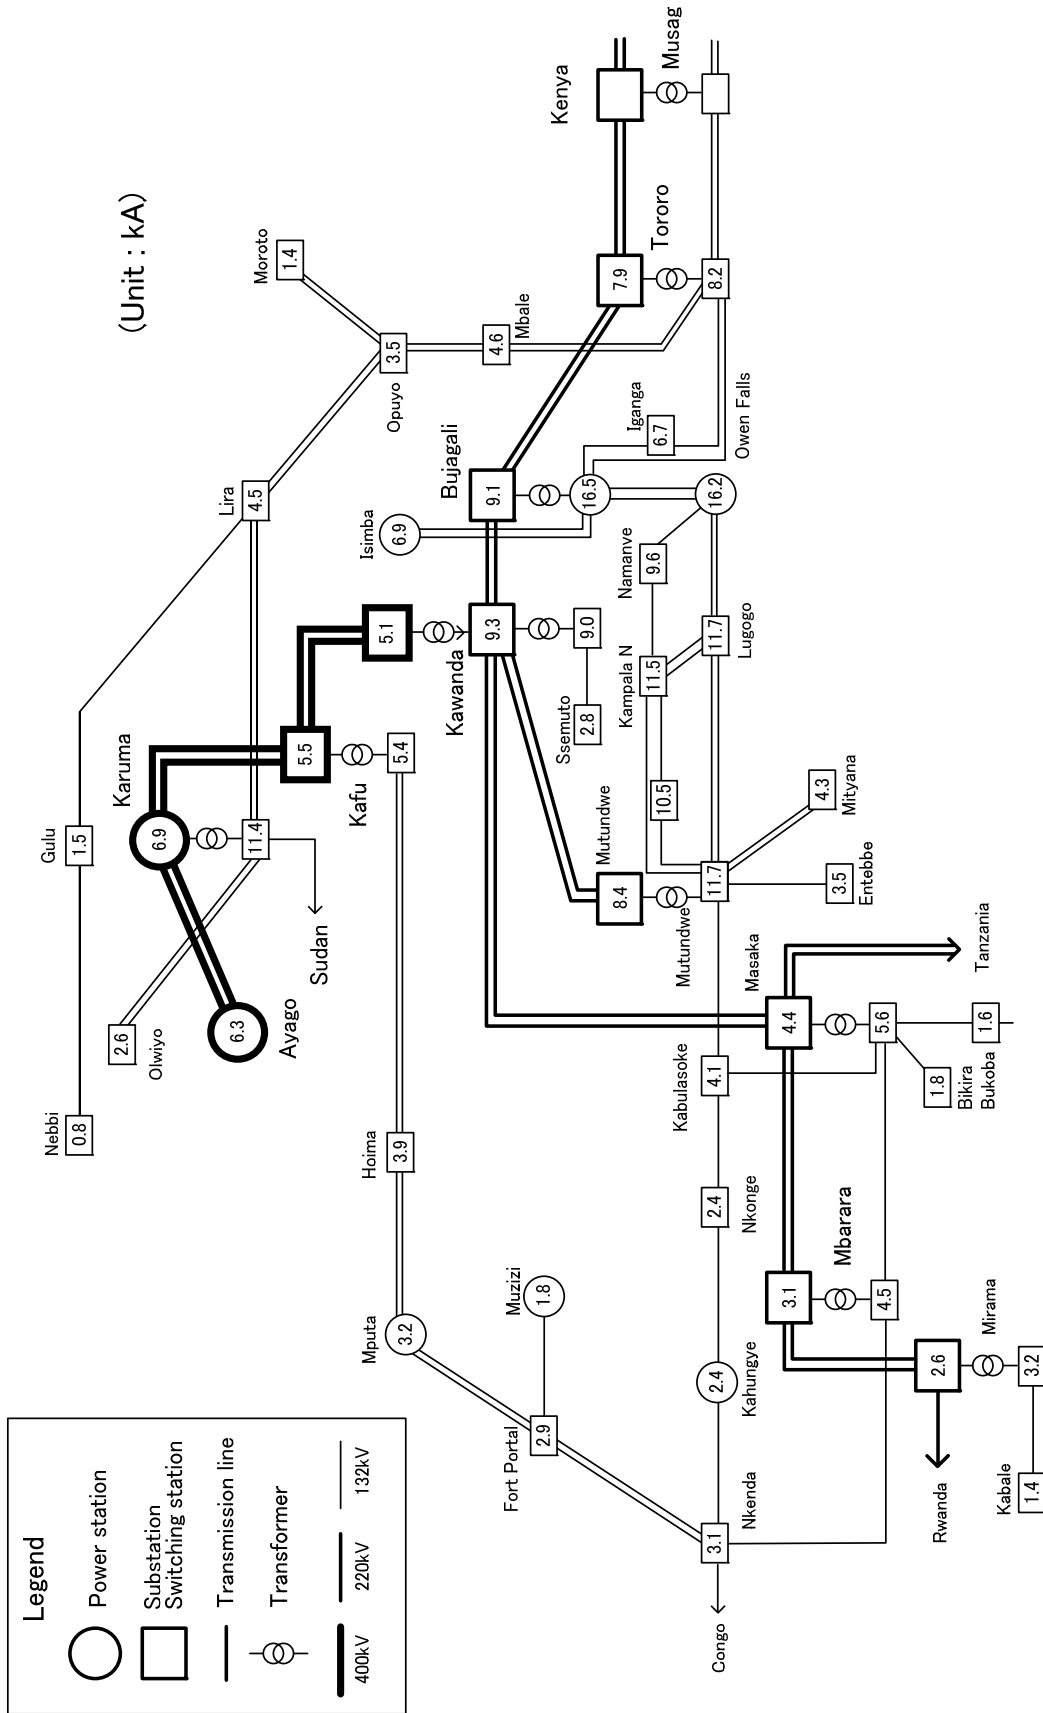 (Unit : kA)
Kenya
Musag
Tororo
7.9
8.2
Moroto
1.4
Opuyo
3.5
Mbale
4.6
Iganga
6.7
Owen Falls
16.2
Bujagali
9.1
16.5
Isimba
6.9
Lira
4.5
Namanve
9.6
Lugogo
11.7
Kampala N
11.5
10.5
5.1
Kawanda
9.3
9.0
Ssemuto
2.8
Karuma
6.9
11.4
Kafu
5.5
5.4
Gulu
1.5
Nebbi
0.8
Olwiyo
2.6
Ayago
6.3
Sudan
Mutundwe
8.4
Mutundwe
11.7
Mityana
4.3
Entebbe
3.5
Masaka
4.4
5.6
Tanzania
Bikira
1.8
Bukoba
1.6
Kabulasoke
4.1
Nkonge
2.4
Kahungye
2.4
Nkenda
3.1
Congo
Hoima
3.9
Mputa
3.2
Muzizi
1.8
Fort Portal
2.9
Mbarara
3.1
4.5
Mirama
2.6
3.2
Rwanda
Kabale
1.4
Legend
Power station
Substation
Switching station
Transmission line
Transformer
400kV
220kV
132kV